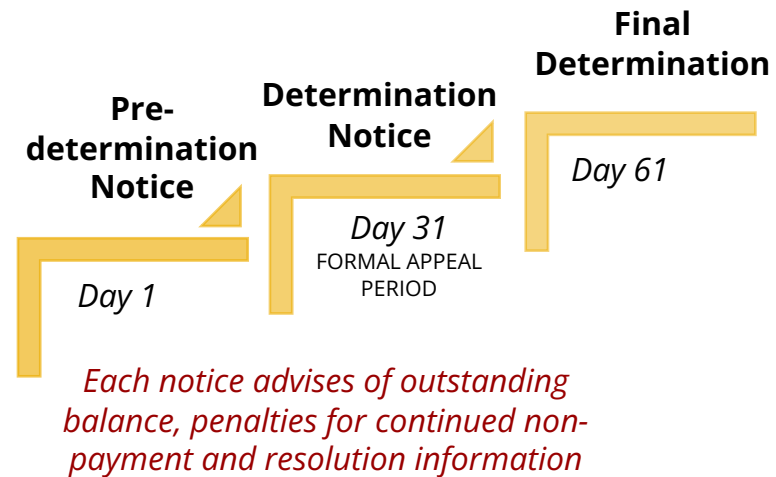 Pre-
determination
Notice
Day 1
Determination
Notice
Day 31
FORMAL APPEAL
PERIOD
Final
Determination
Day 61
Each notice advises of outstanding
balance, penalties for continued non-
payment and resolution information